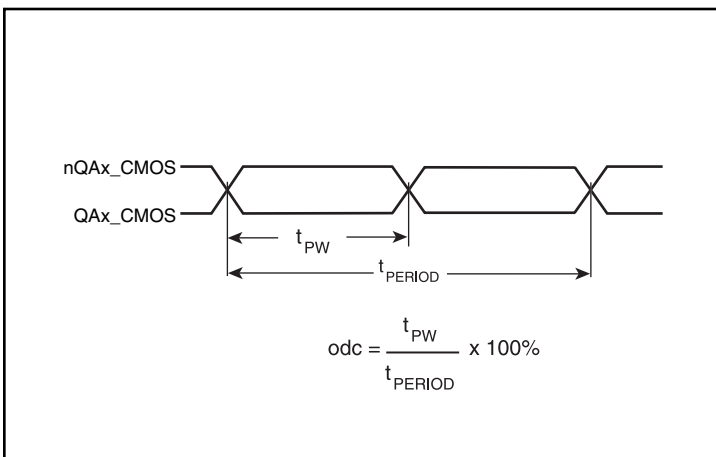 nQAx_CMOS
QAx_CMOS
tPW
tPERIOD
odc = tPW / tPERIOD x 100%